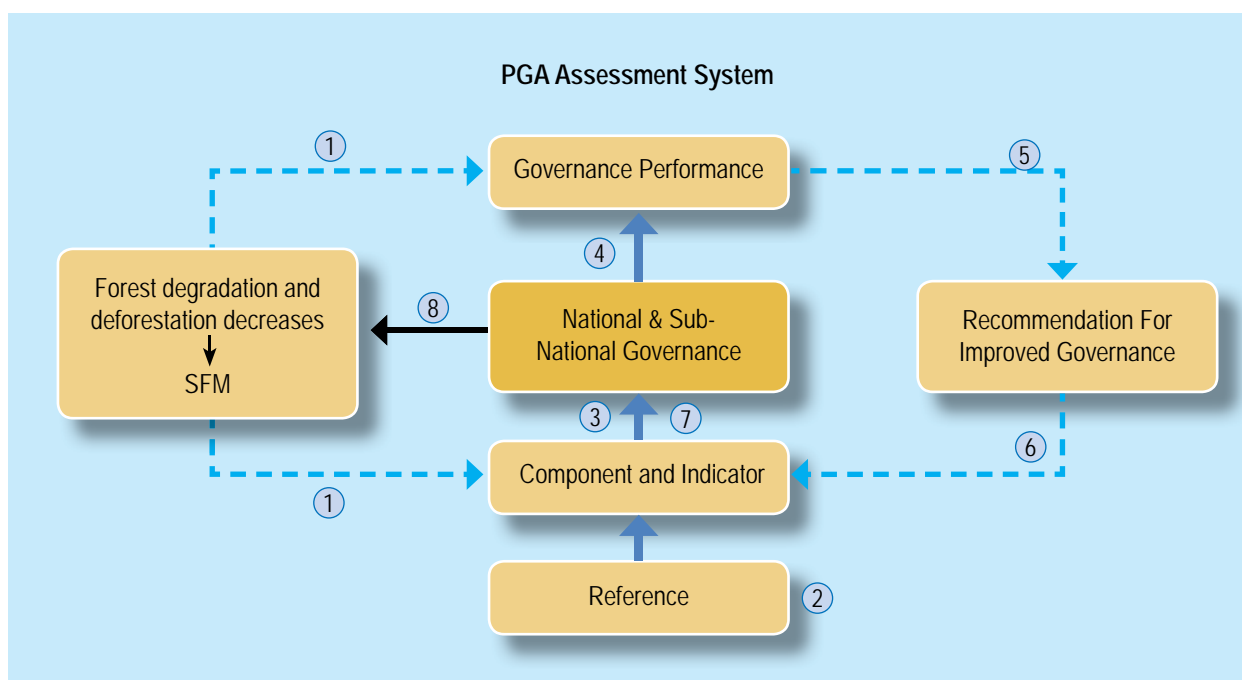 PGA Assessment System
1
Governance Performance
5
4
Forest degradation and
deforestation decreases
SFM
8
National & Sub-
National Governance
Recommendation For
Improved Governance
3
7
6
Component and Indicator
1
Reference
2